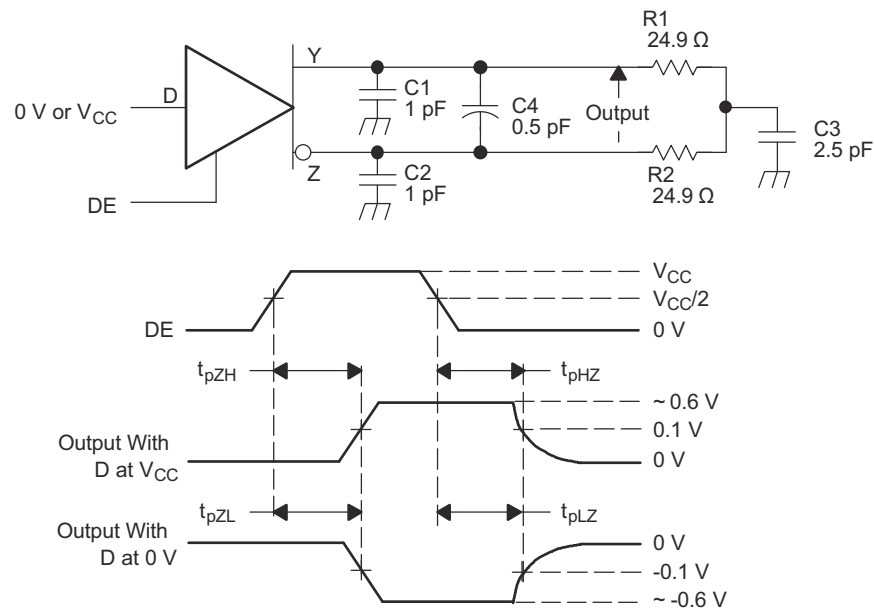 R1
24.9 Ω
Y
D
0 V or VCC
C1
1 pF
C4
0.5 pF
Output
C3
2.5 pF
Z
C2
1 pF
R2
24.9 Ω
DE
VCC
VCC/2
DE
0 V
tpZH
tpHZ
~ 0.6 V
0.1 V
Output With
D at VCC
0 V
tpZL
tpLZ
Output With
D at 0 V
0 V
-0.1 V
~ -0.6 V